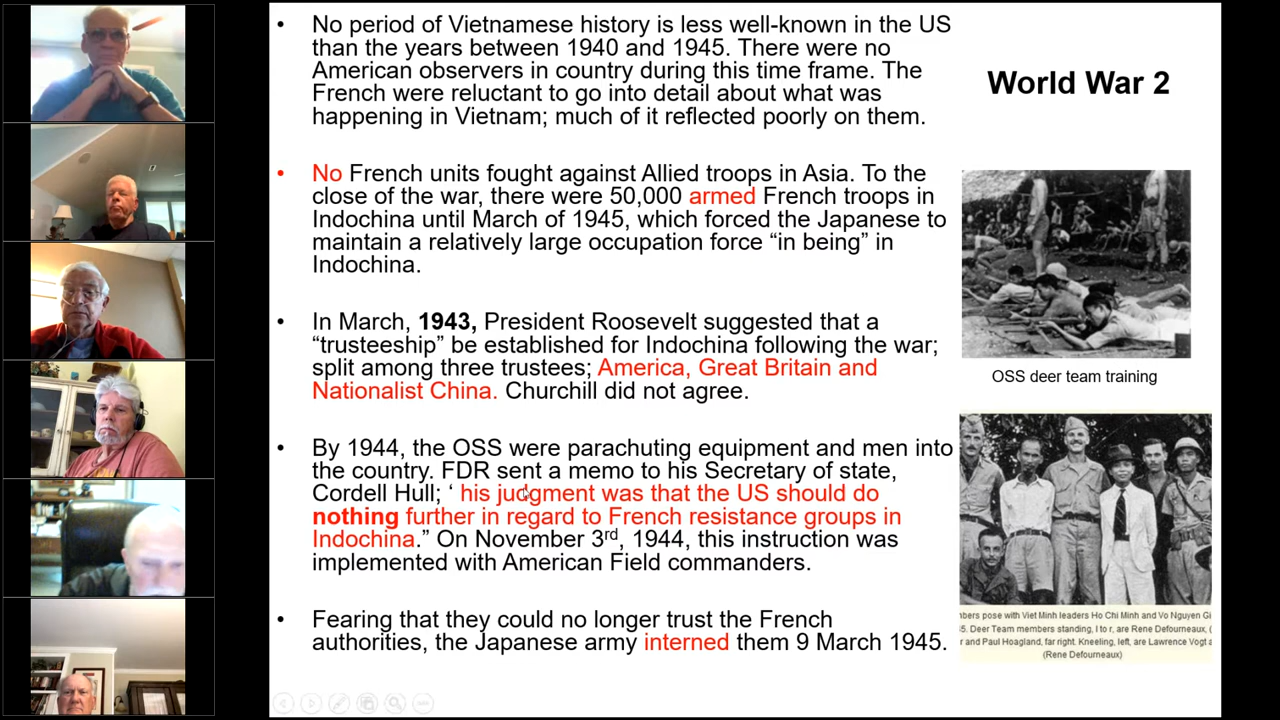 • No period of Vietnamese history is less well-known in the US
than the years between 1940 and 1945. There were no
American observers in country during this time frame. The
French were reluctant to go into detail about what was
happening in Vietnam; much of it reflected poorly on them.
• No French units fought against Allied troops in Asia. To the
close of the war, there were 50,000 armed French troops in
Indochina until March of 1945, which forced the Japanese to
maintain a relatively large occupation force “in being” in
Indochina.
• In March, 1943, President Roosevelt suggested that a
“trusteeship” be established for Indochina following the war;
split among three trustees; America, Great Britain and
Nationalist China. Churchill did not agree.
• By 1944, the OSS were parachuting equipment and men into
the country. FDR sent a memo to his Secretary of state,
Cordell Hull; ‘ his judgment was that the US should do
nothing further in regard to French resistance groups in
Indochina.” On November 3rd, 1944, this instruction was
implemented with American Field commanders.
• Fearing that they could no longer trust the French
authorities, the Japanese army interned them 9 March 1945.
World War 2
OSS deer team training
nbers pose with Viet Minh leaders Ho Chi Minh and Vo Nguyen Gi
5. Deer Team members standing, l to r, are Rene Defourneaux, (
r and Paul Hoagland, far right. Kneeling, left, are Lawrence Vogt a
(Rene Defourneaux)